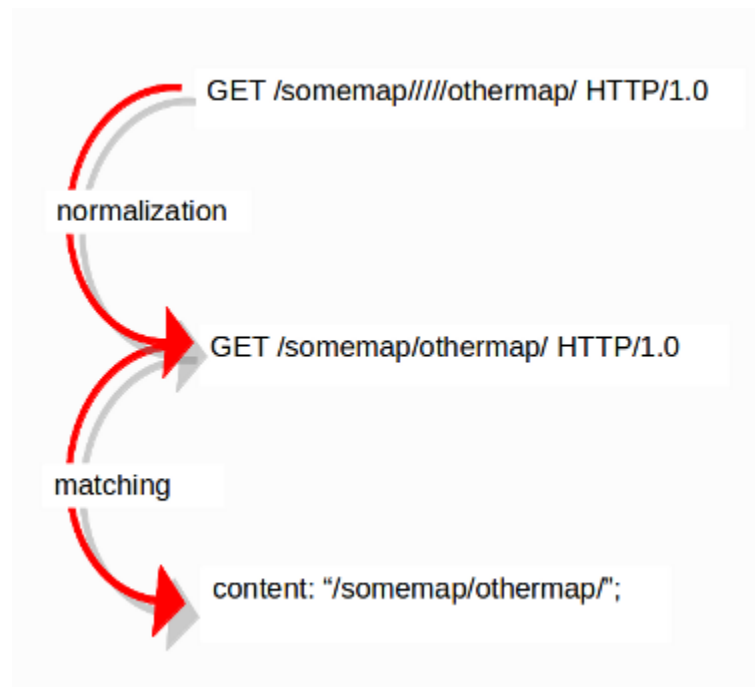 GET /somemap/////othermap/ HTTP/1.0
normalization
GET /somemap/othermap/ HTTP/1.0
matching
content: “/somemap/othermap/”;